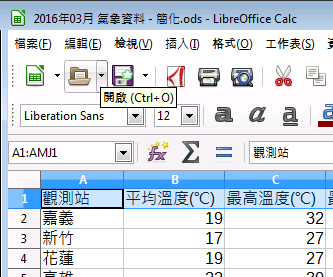 2016年03月 氣象資料 - 簡化.ods - LibreOffice Calc
檔案(F) 編輯(E) 檢視(V) 插入(I) 格式(O) 工作表(S)
開啟 (Ctrl+O)
Liberation Sans 12 a a a
A1:AMJ1 觀測站
A B C
1 觀測站 平均溫度(℃) 最高溫度(℃)
2 嘉義 19 32
3 新竹 17 27
4 花蓮 19 27